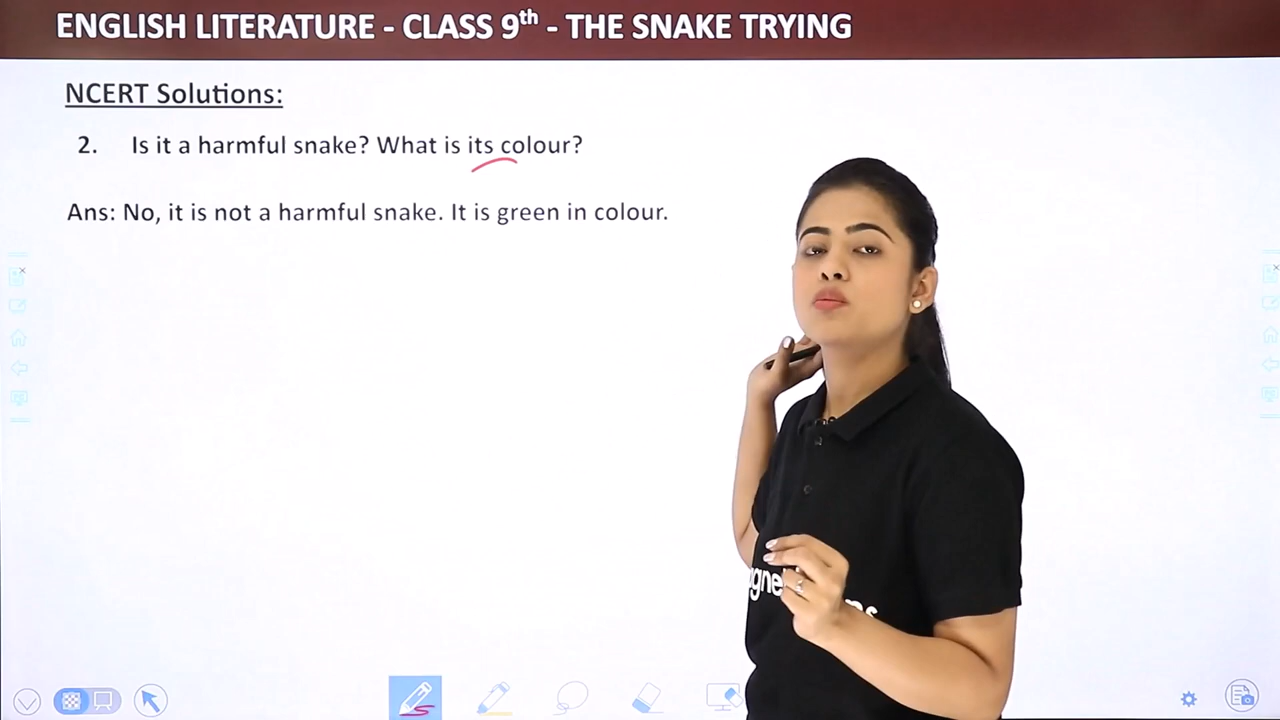 ENGLISH LITERATURE - CLASS 9th - THE SNAKE TRYING
NCERT Solutions:
2. Is it a harmful snake? What is its colour?
Ans: No, it is not a harmful snake. It is green in colour.